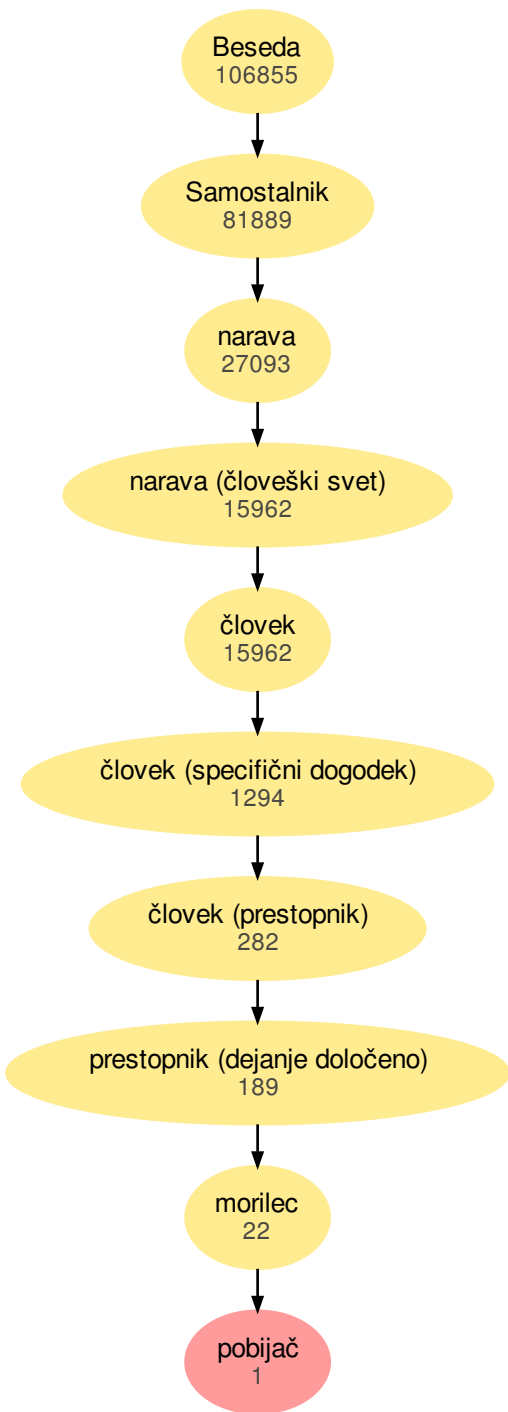 Beseda
106855
Samostalnik
81889
narava
27093
narava (človeški svet)
15962
človek
15962
človek (specifični dogodek)
1294
človek (prestopnik)
282
prestopnik (dejanje določeno)
189
morilec
22
pobijač
1